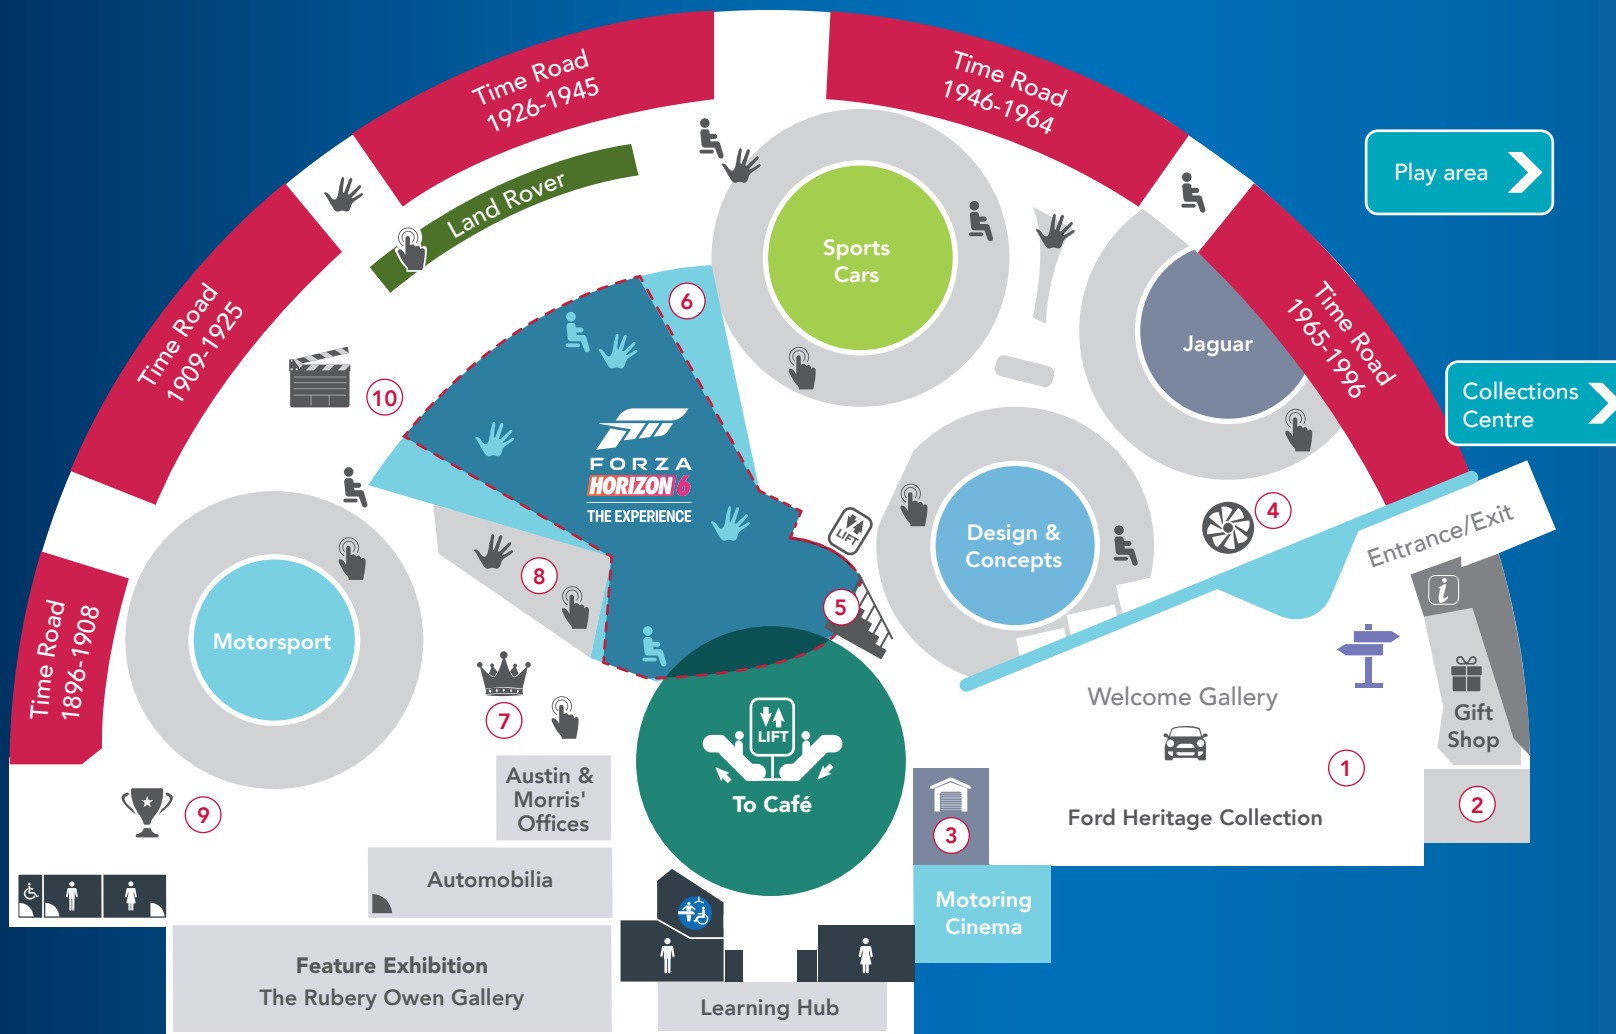 Time Road
1926-1945
Time Road
1946-1964
Play area
Land Rover
Sports
Cars
Time Road
1909-1925
6
Time Road
1965-1996
Jaguar
Collections
Centre
10
FORZA
HORIZON 6
THE EXPERIENCE
LIFT
4
Entrance/Exit
Design &
Concepts
8
i
5
Time Road
1896-1908
Motorsport
Welcome Gallery
7
Gift
Shop
LIFT
To Café
1
Austin &
Morris'
Offices
9
3
Ford Heritage Collection
2
Automobilia
Motoring
Cinema
Feature Exhibition
The Rubery Owen Gallery
Learning Hub